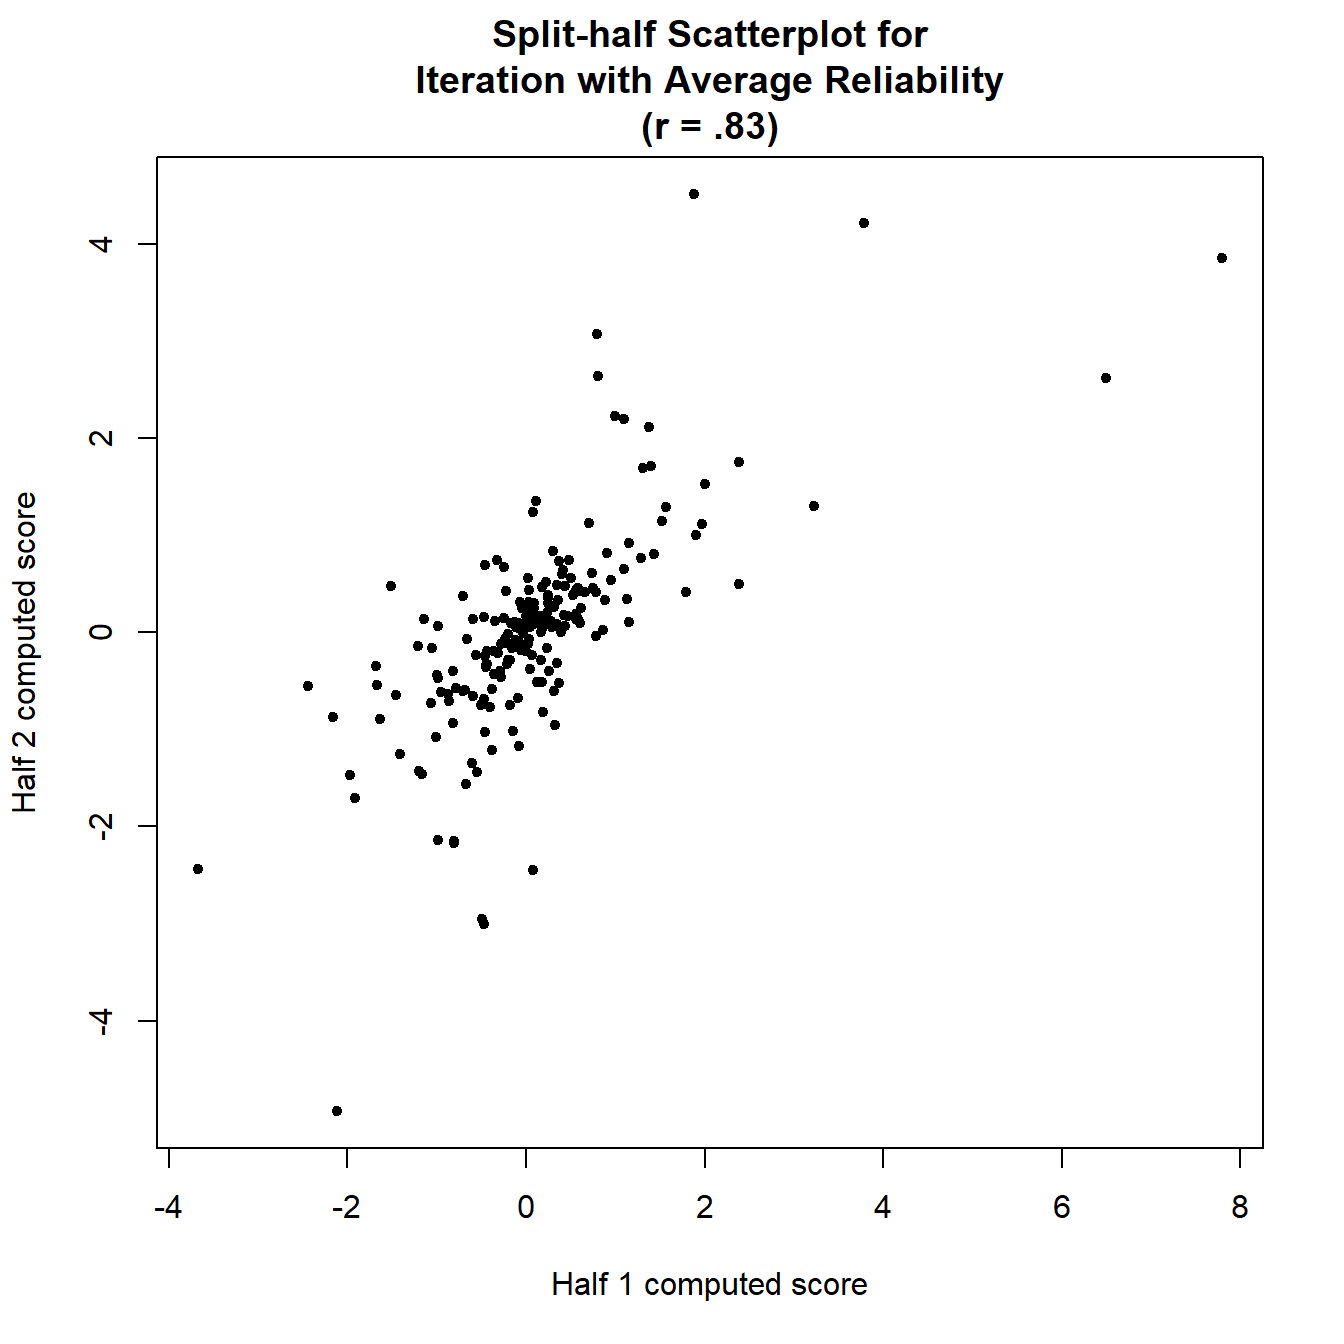 Split-half Scatterplot for
Iteration with Average Reliability
(r = .83)
4
2
0
-2
-4
Half 2 computed score
-4 -2 0 2 4 6 8
Half 1 computed score